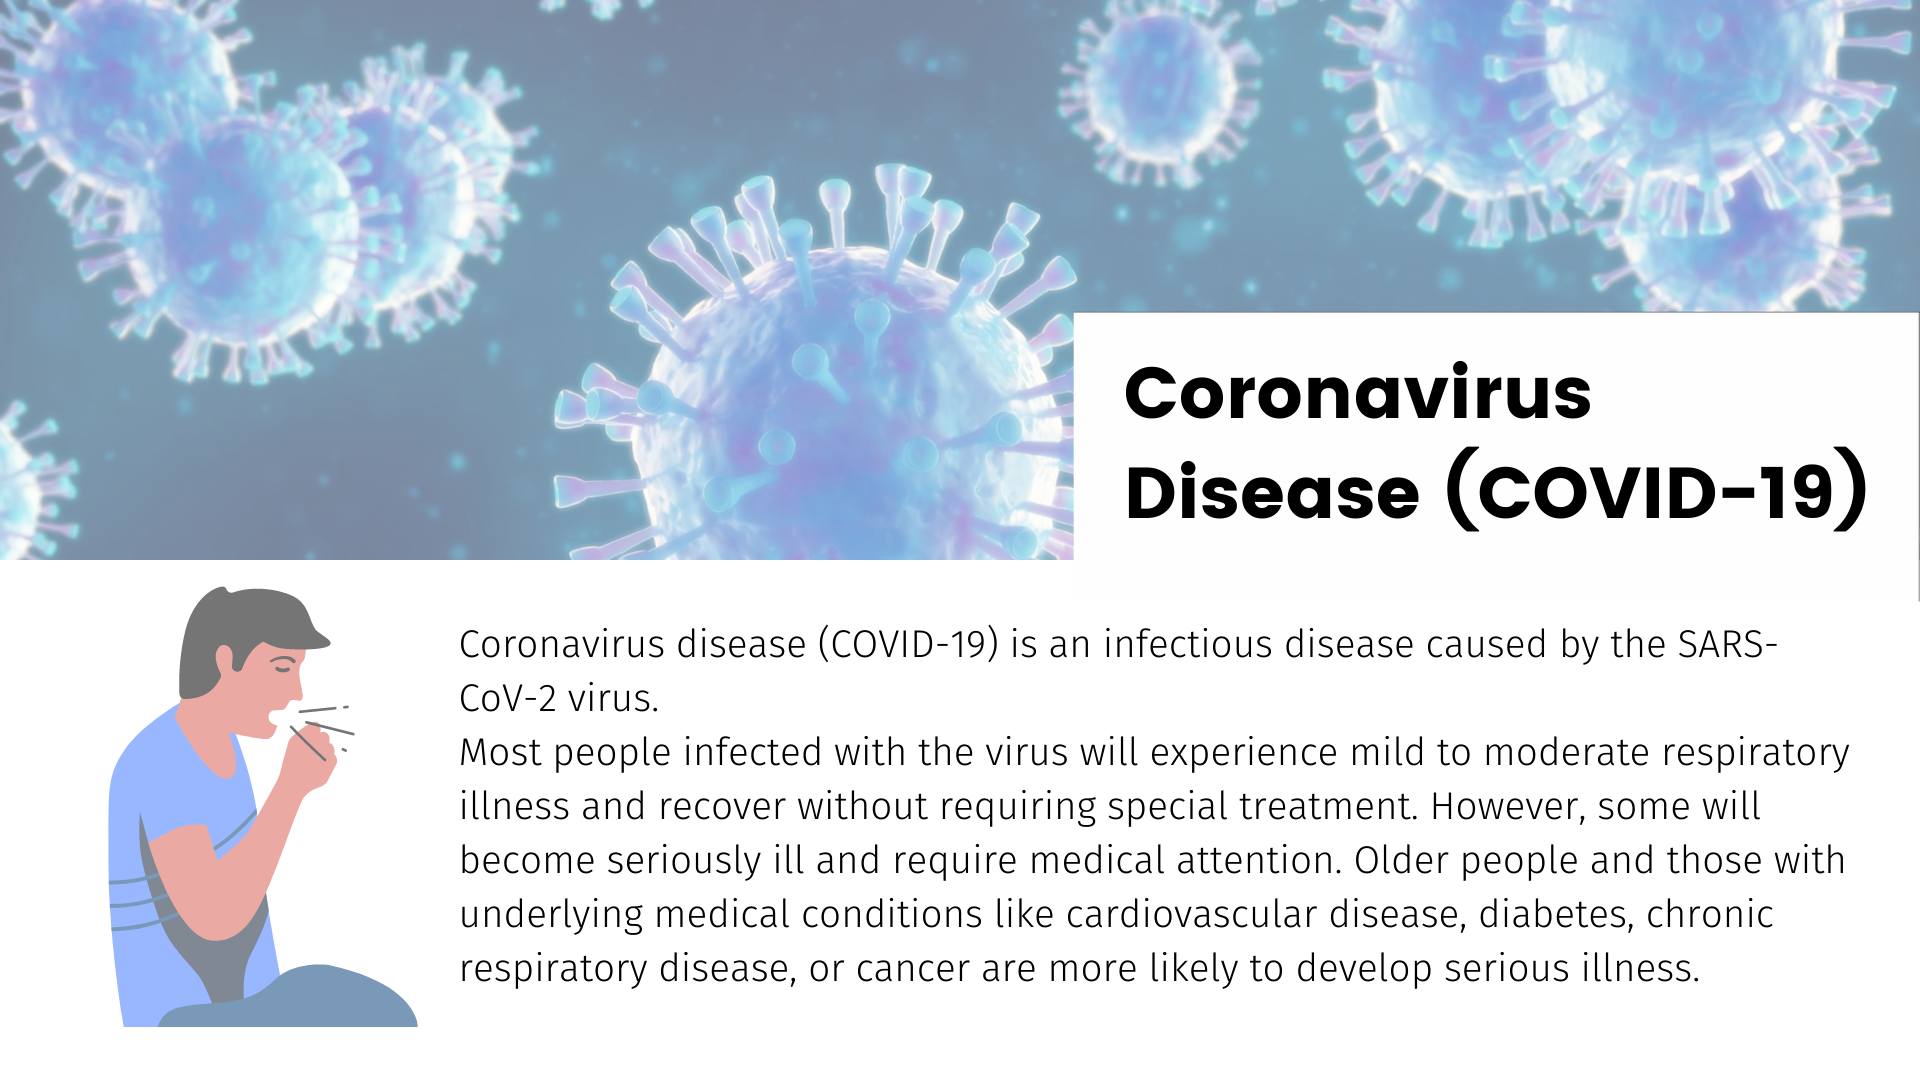 Coronavirus
Disease (COVID-19)
Coronavirus disease (COVID-19) is an infectious disease caused by the SARS-
CoV-2 virus.
Most people infected with the virus will experience mild to moderate respiratory
illness and recover without requiring special treatment. However, some will
become seriously ill and require medical attention. Older people and those with
underlying medical conditions like cardiovascular disease, diabetes, chronic
respiratory disease, or cancer are more likely to develop serious illness.